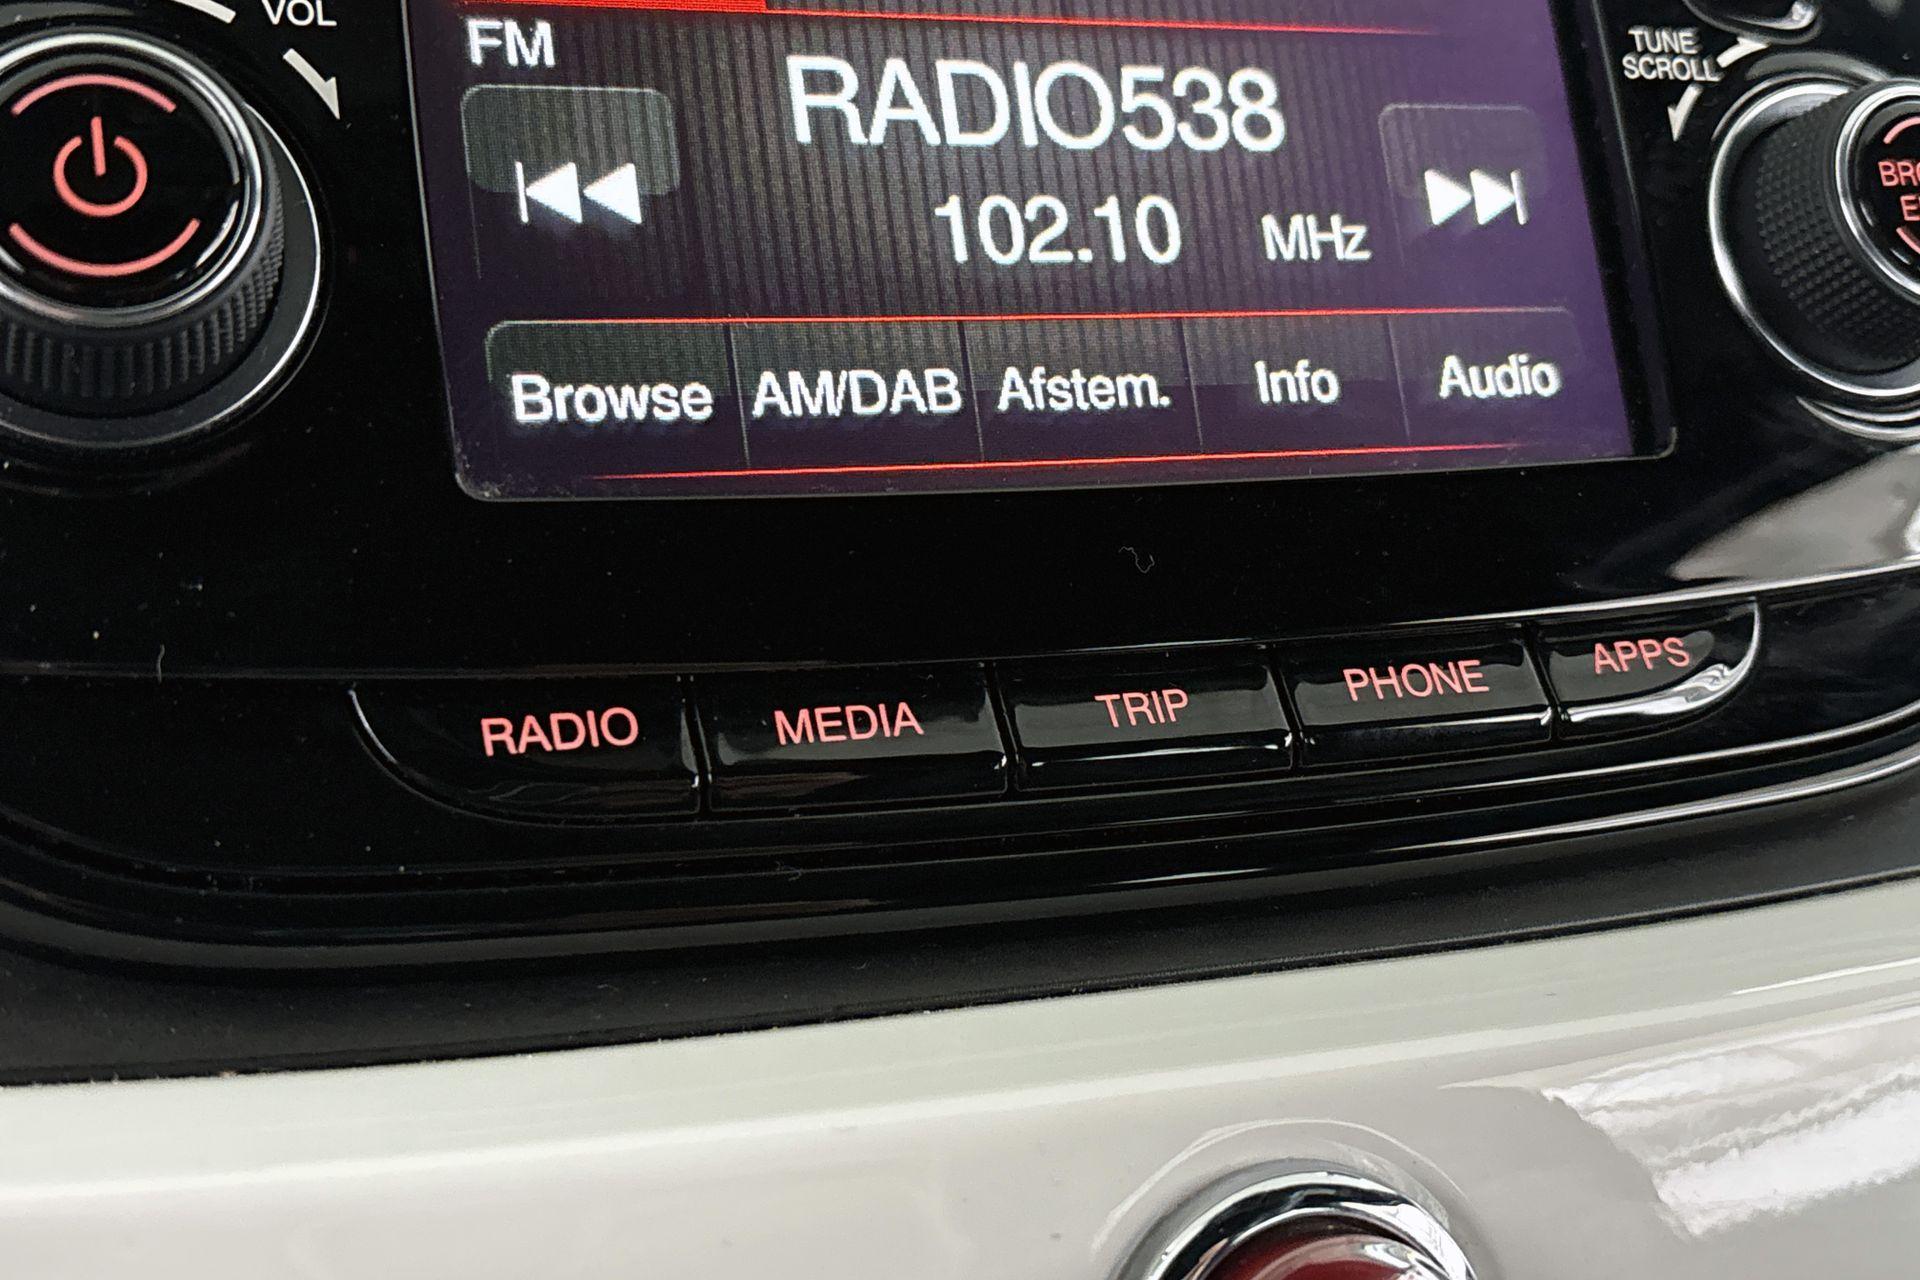 VOL
FM
RADIO538
TUNE
SCROLL
102.10 MHz
Browse AM/DAB Afstem. Info Audio
RADIO MEDIA TRIP PHONE APPS